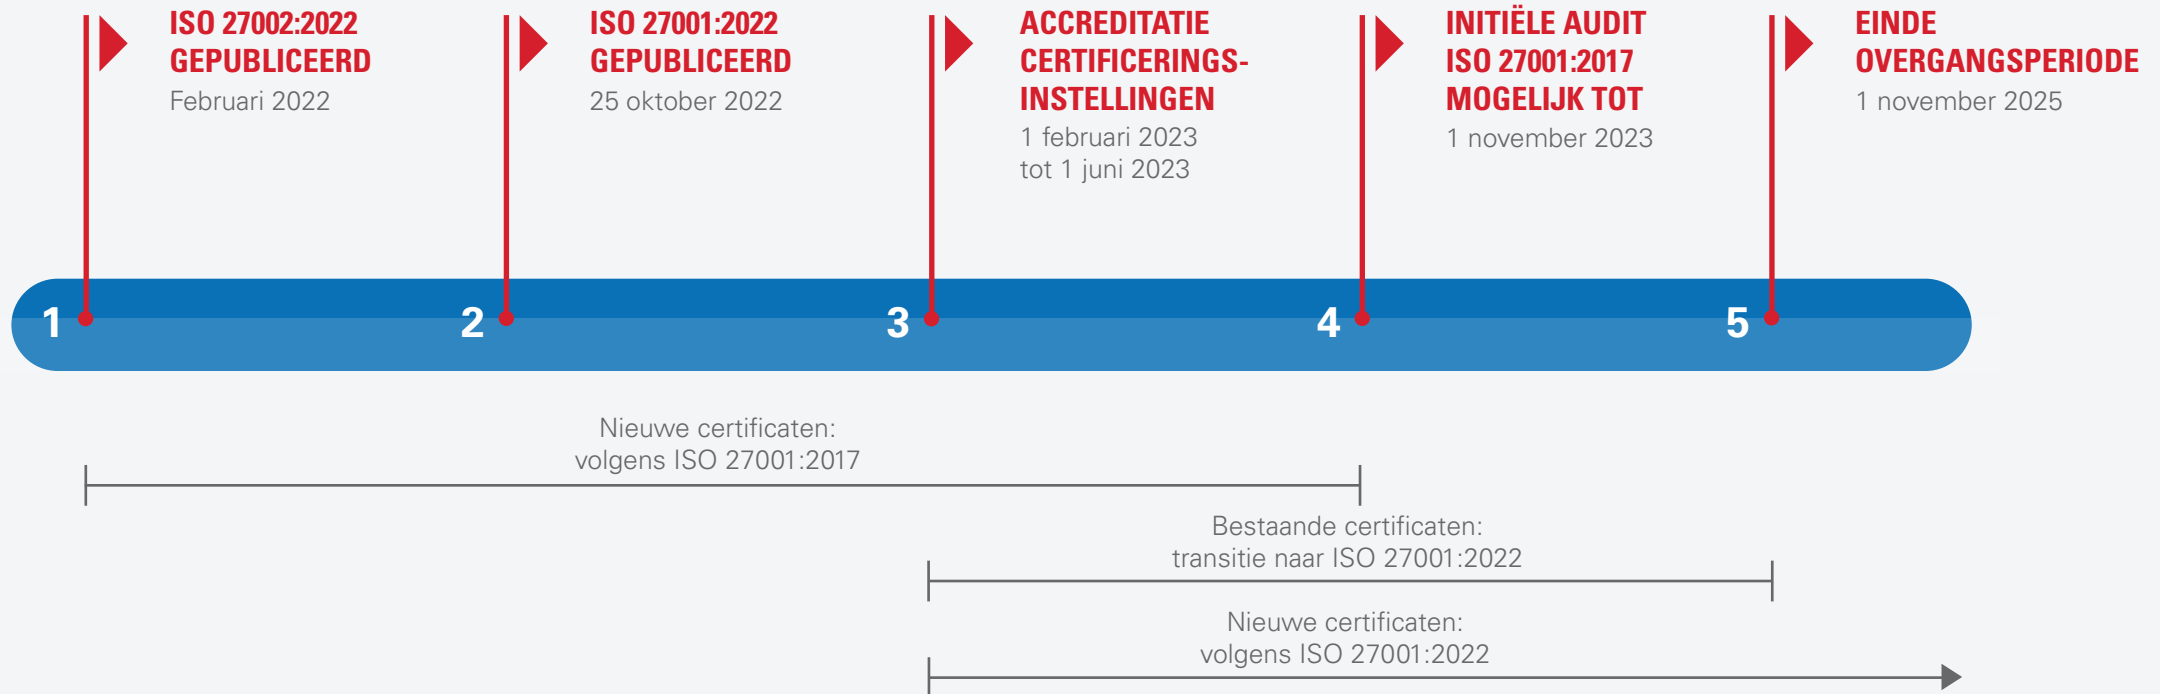 ISO 27002:2022
GEPUBLICEERD
Februari 2022
ISO 27001:2022
GEPUBLICEERD
25 oktober 2022
ACCREDITATIE
CERTIFICERINGS-
INSTELLINGEN
1 februari 2023
tot 1 juni 2023
INITIËLE AUDIT
ISO 27001:2017
MOGELIJK TOT
1 november 2023
EINDE
OVERGANGSPERIODE
1 november 2025
1
2
3
4
5
Nieuwe certificaten:
volgens ISO 27001:2017
Bestaande certificaten:
transitie naar ISO 27001:2022
Nieuwe certificaten:
volgens ISO 27001:2022